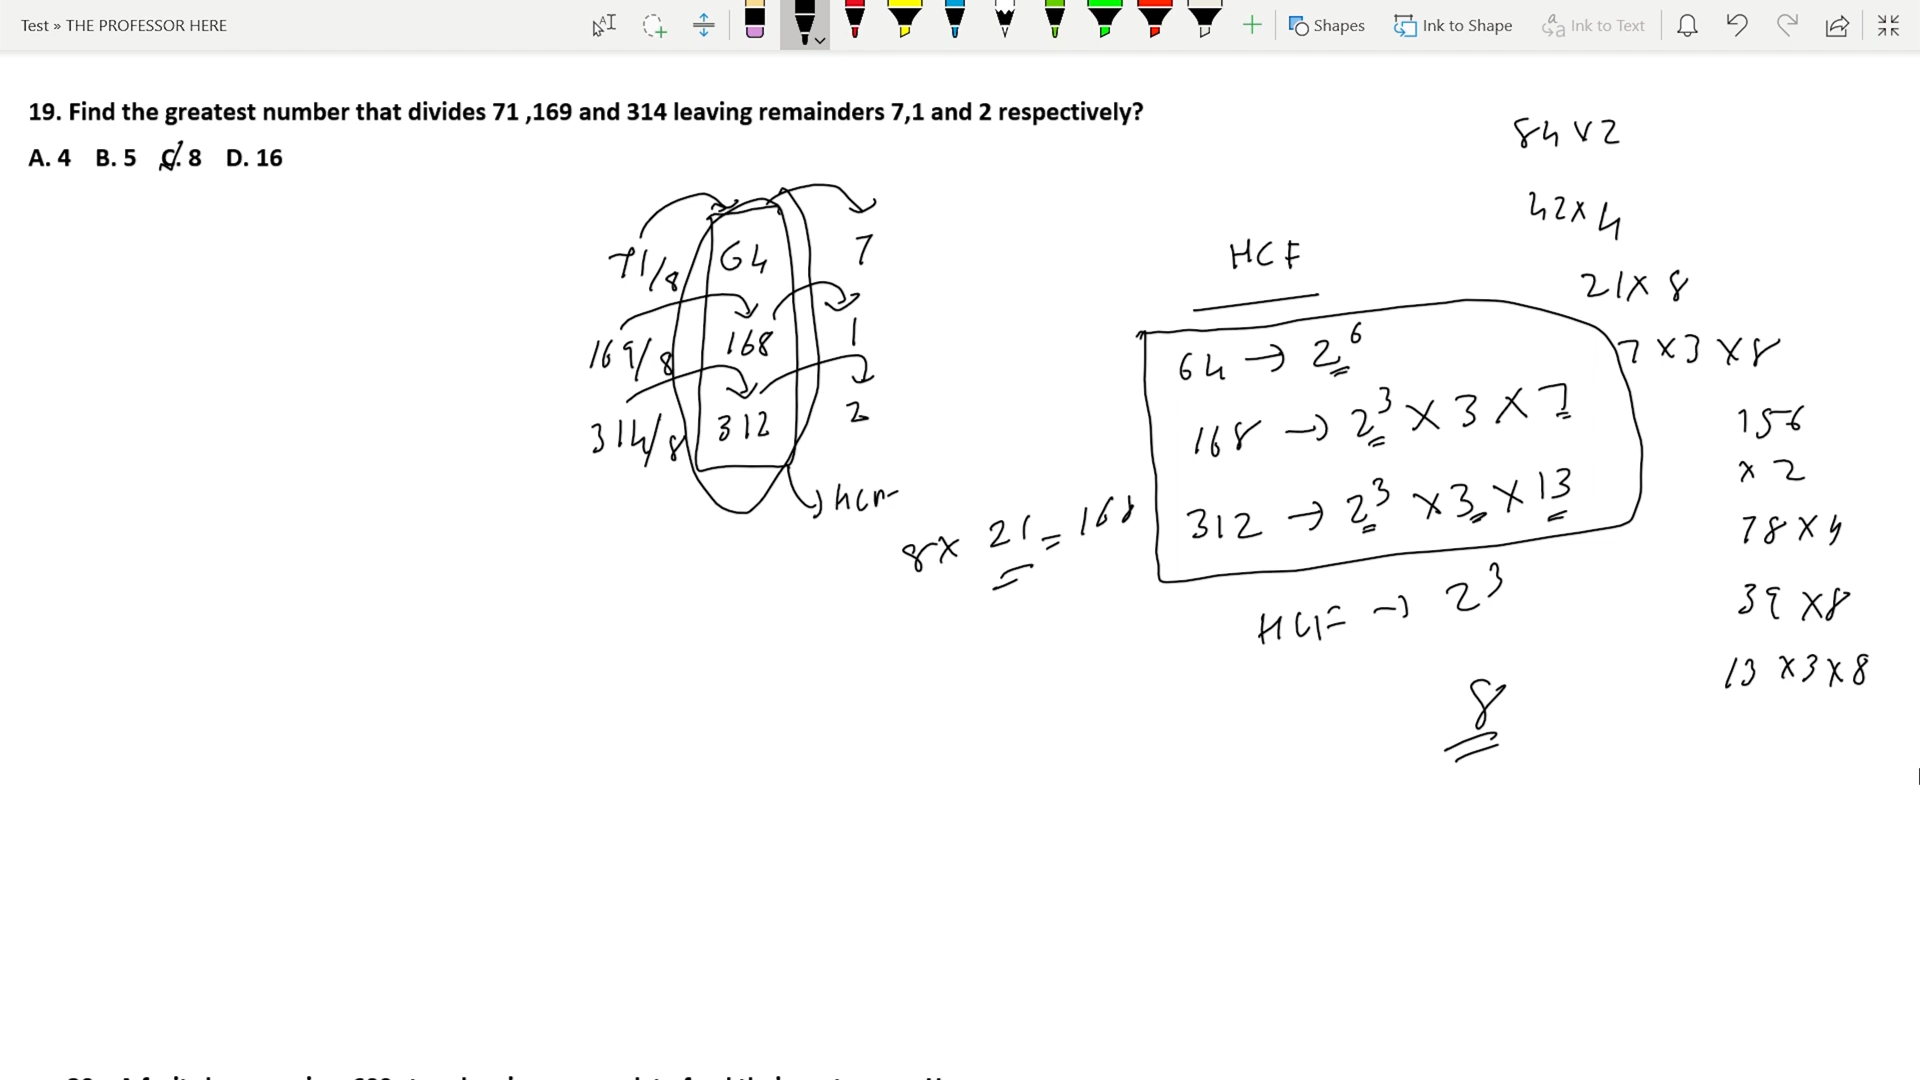 Test » THE PROFESSOR HERE
Shapes
Ink to Shape
Ink to Text
19. Find the greatest number that divides 71 ,169 and 314 leaving remainders 7,1 and 2 respectively?
A. 4 B. 5 C. 8 D. 16
71/8 64 7
169/8 168 1
314/8 312 2
HCF
8 × 21 = 168
HCF
64 → 2^6
168 → 2^3 × 3 × 7
312 → 2^3 × 3 × 13
HCF → 2^3
8
84 × 2
42 × 4
21 × 8
7 × 3 × 8
156
× 2
78 × 4
39 × 8
13 × 3 × 8